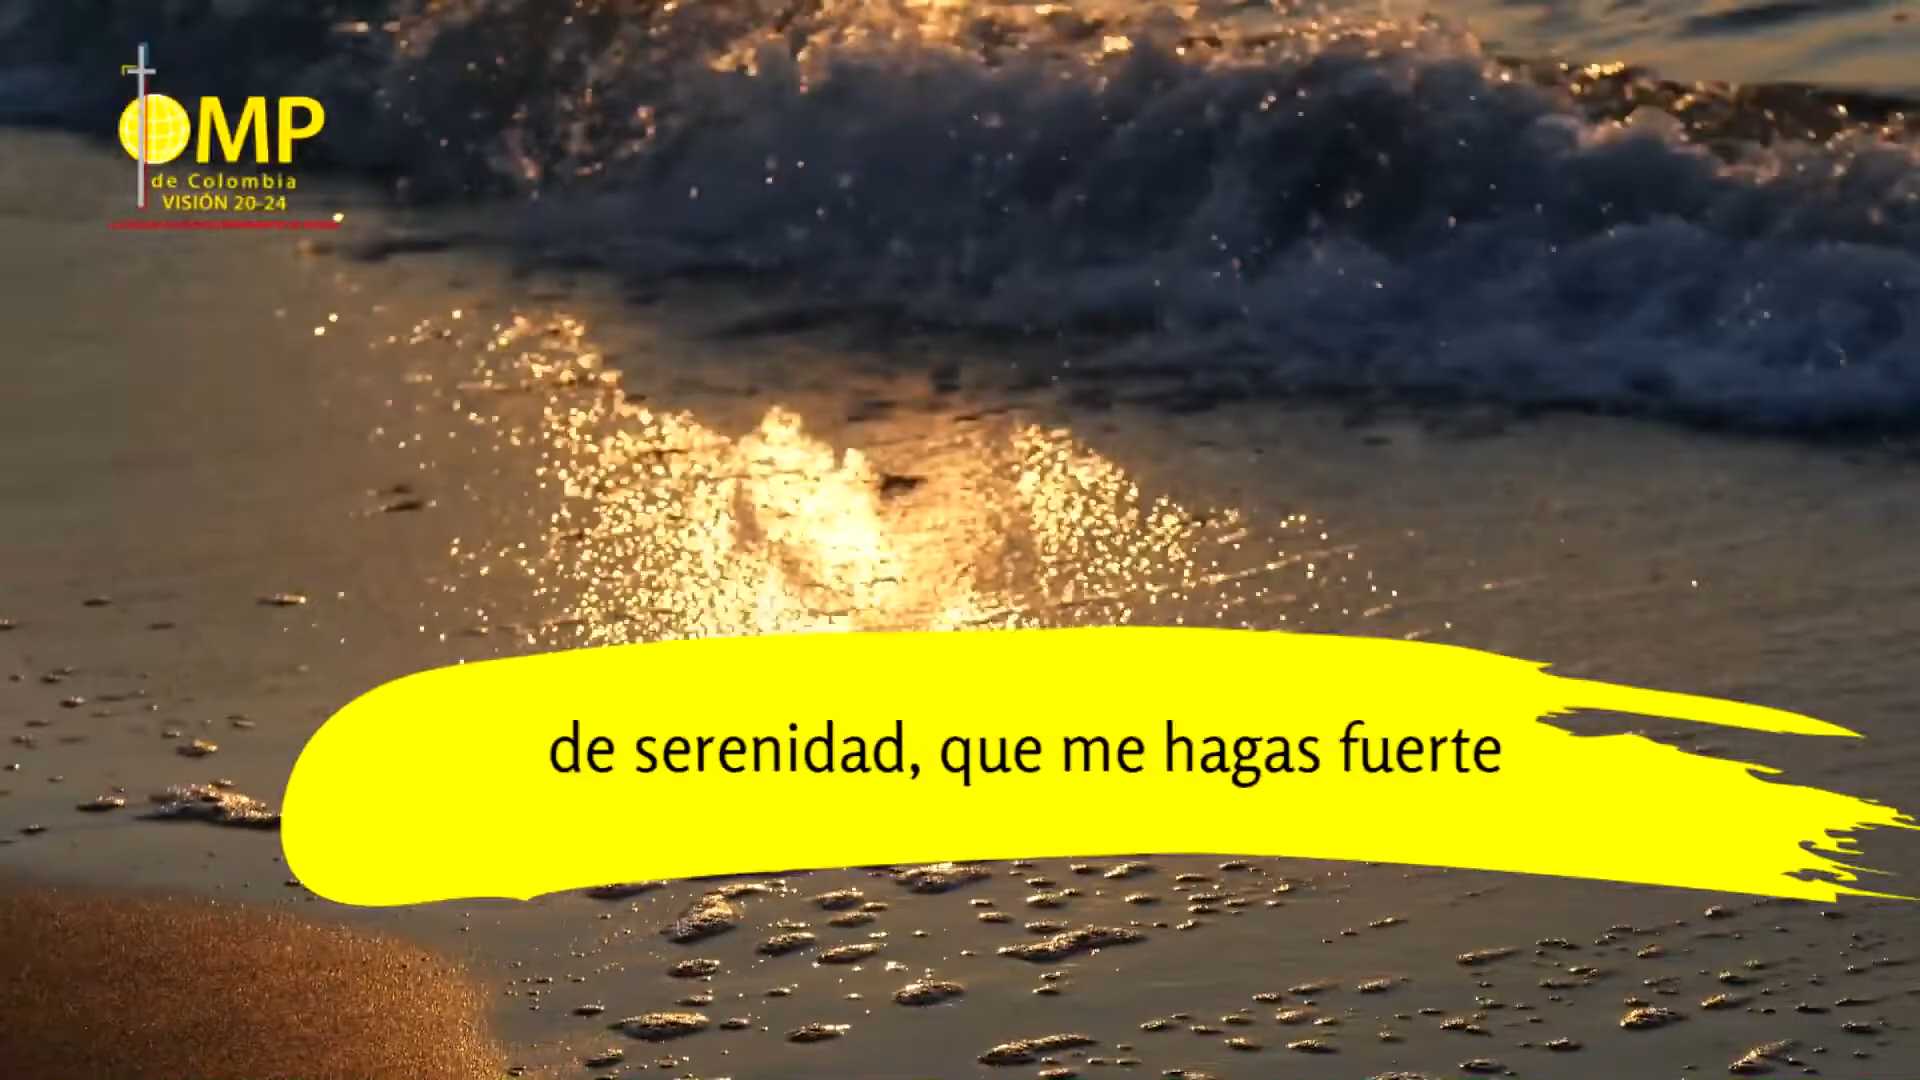 OMP
de Colombia
VISIÓN 20-24
de serenidad, que me hagas fuerte